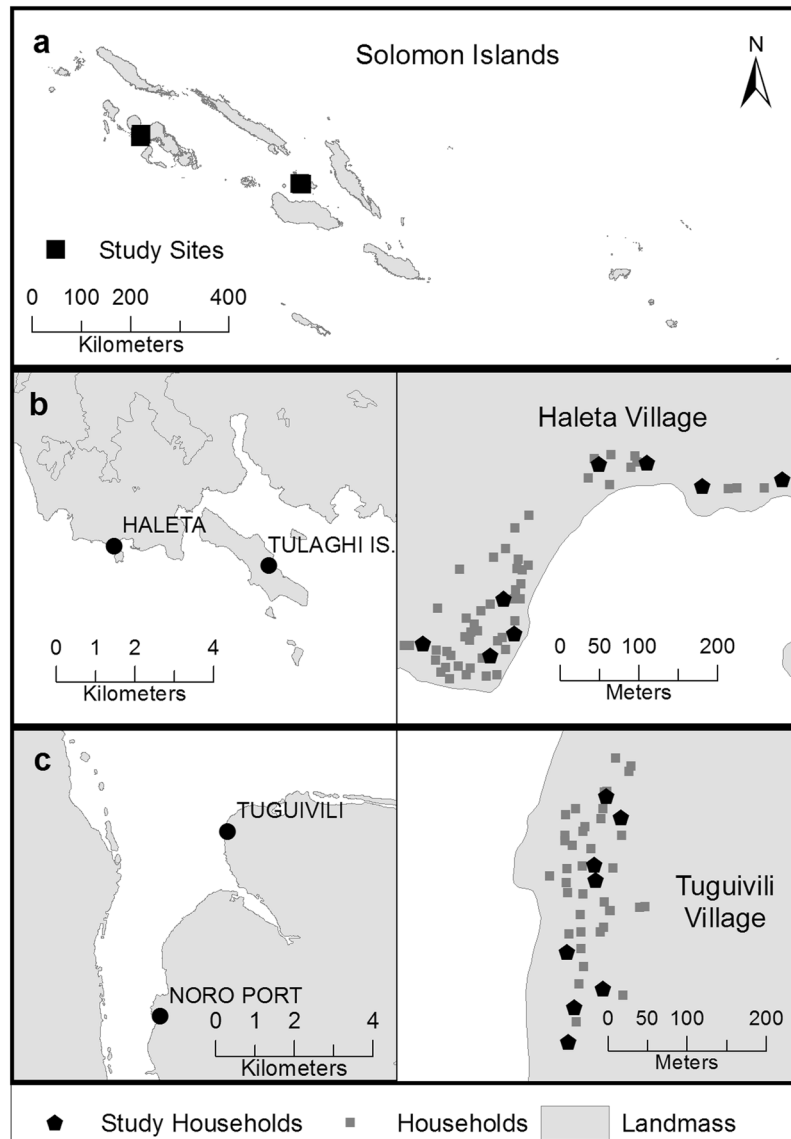 a
Solomon Islands
N
Study Sites
0 100 200 400
Kilometers
b
HALETA
TULAGHI IS.
0 1 2 4
Kilometers
Haleta Village
0 50 100 200
Meters
c
TUGUIVILI
NORO PORT
0 1 2 4
Kilometers
Tuguivili
Village
0 50 100 200
Meters
Study Households Households Landmass